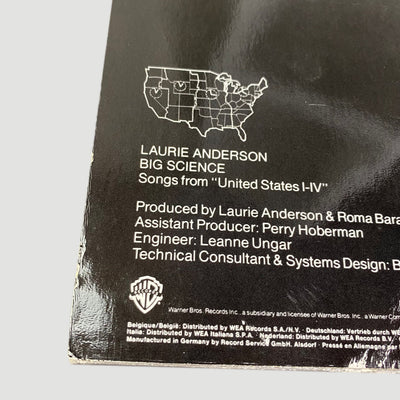 LAURIE ANDERSON
BIG SCIENCE
Songs from "United States I-IV"
Produced by Laurie Anderson & Roma Bara
Assistant Producer: Perry Hoberman
Engineer: Leanne Ungar
Technical Consultant & Systems Design: B
Warner Bros. Records Inc., a subsidiary and licensee of Warner Bros. Inc., a Warner Com
Belgique/België: Distributed by WEA Records S.A./N.V. · Deutschland: Vertrieb durch WE
Italia: Distributed by WEA Italiana S.P.A. · Nederland: Distributed by WEA Records B.V. ·
Manufactured in Germany by Record Service GmbH, Alsdorf · Pressé en Allemagne par